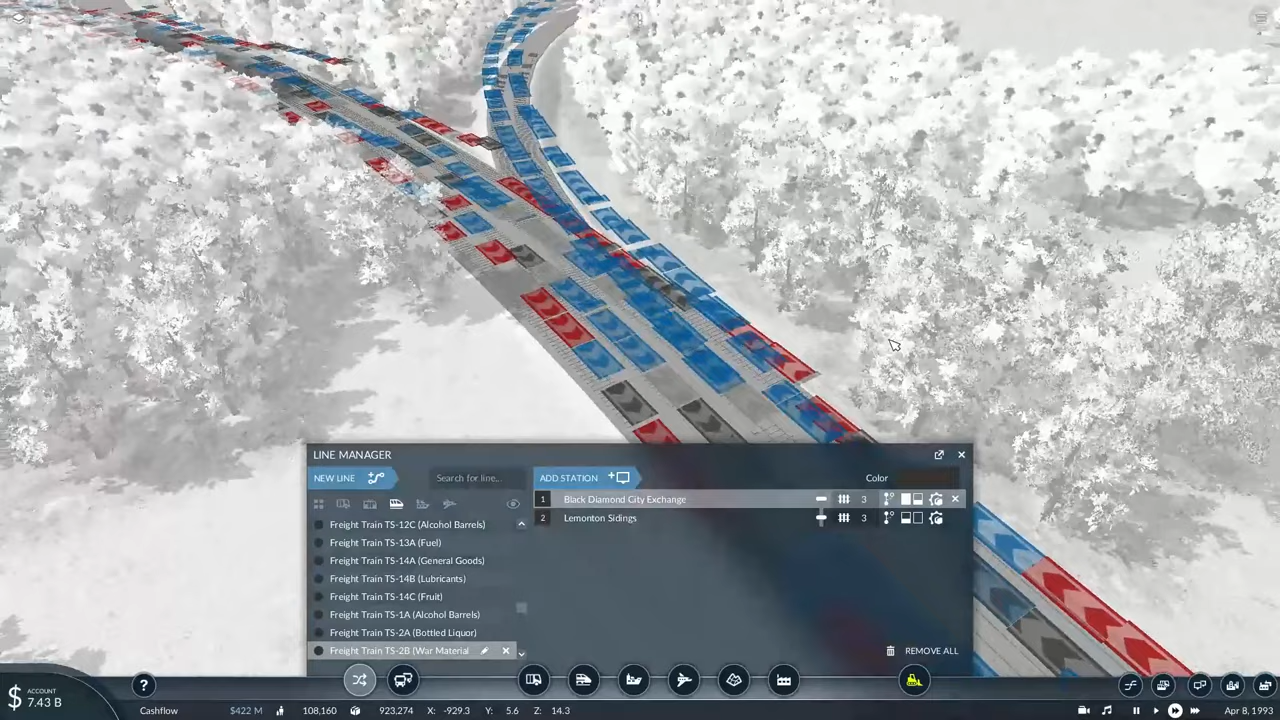 LINE MANAGER
NEW LINE
Search for line...
ADD STATION
Color
1 Black Diamond City Exchange 3
2 Lemonton Sidings 3
Freight Train TS-12C (Alcohol Barrels)
Freight Train TS-13A (Fuel)
Freight Train TS-14A (General Goods)
Freight Train TS-14B (Lubricants)
Freight Train TS-14C (Fruit)
Freight Train TS-1A (Alcohol Barrels)
Freight Train TS-2A (Bottled Liquor)
Freight Train TS-2B (War Material
REMOVE ALL
$ ACCOUNT
7.43 B
?
Cashflow $422 M 108,160 923,274 X: -929.3 Y: 5.6 Z: 14.3 Apr 8, 1993